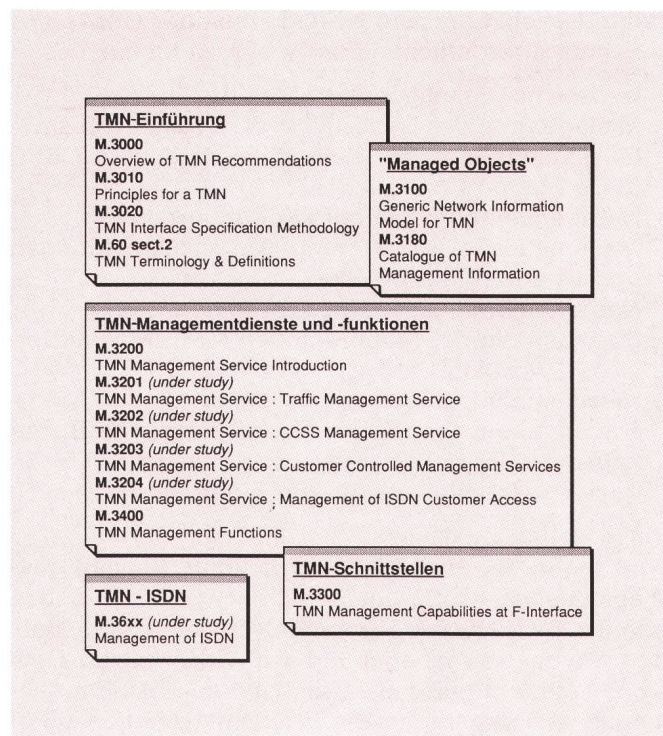 TMN-Einführung
M.3000
Overview of TMN Recommendations
M.3010
Principles for a TMN
M.3020
TMN Interface Specification Methodology
M.60 sect.2
TMN Terminology & Definitions
"Managed Objects"
M.3100
Generic Network Information
Model for TMN
M.3180
Catalogue of TMN
Management Information
TMN-Managementdienste und -funktionen
M.3200
TMN Management Service Introduction
M.3201 (under study)
TMN Management Service : Traffic Management Service
M.3202 (under study)
TMN Management Service : CCSS Management Service
M.3203 (under study)
TMN Management Service : Customer Controlled Management Services
M.3204 (under study)
TMN Management Service : Management of ISDN Customer Access
M.3400
TMN Management Functions
TMN-Schnittstellen
M.3300
TMN Management Capabilities at F-Interface
TMN - ISDN
M.36xx (under study)
Management of ISDN